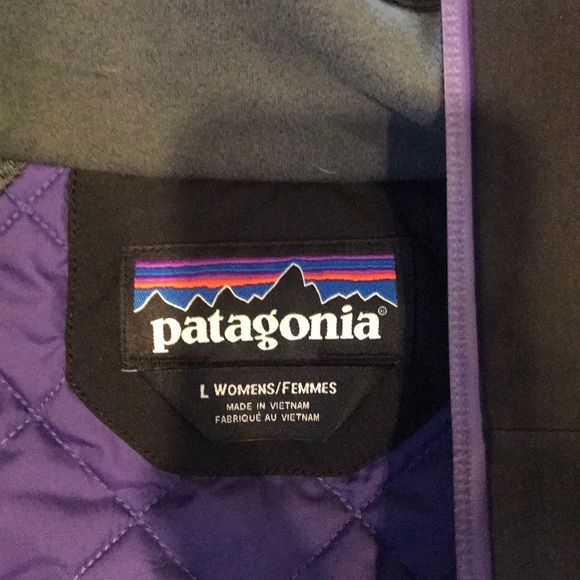 patagonia®
L WOMENS/FEMMES
MADE IN VIETNAM
FABRIQUÉ AU VIETNAM